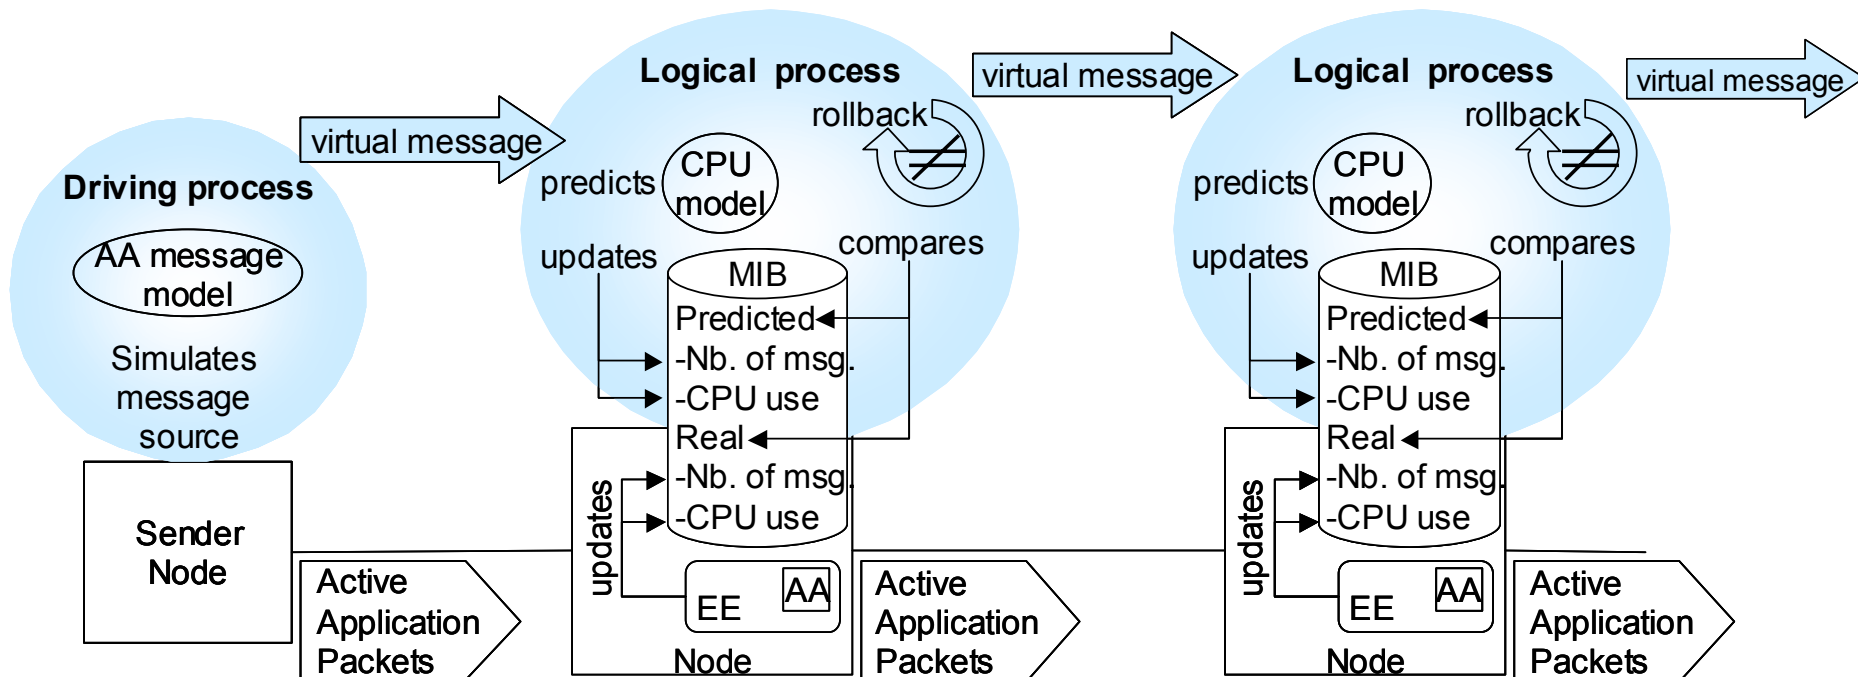 Driving process
AA message
model
Simulates
message
source
Sender
Node
virtual message
Active
Application
Packets
Logical process
rollback
predicts
CPU
model
updates
compares
MIB
Predicted
-Nb. of msg.
-CPU use
Real
-Nb. of msg.
-CPU use
updates
EE
AA
Node
virtual message
Active
Application
Packets
Logical process
rollback
predicts
CPU
model
updates
compares
MIB
Predicted
-Nb. of msg.
-CPU use
Real
-Nb. of msg.
-CPU use
updates
EE
AA
Node
virtual message
Active
Application
Packets